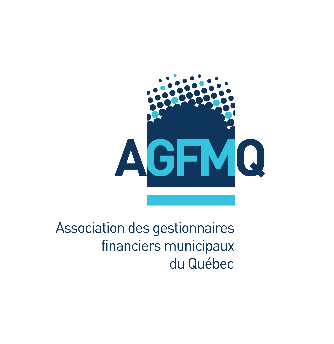 AGFMQ
Association des gestionnaires
financiers municipaux
du Québec